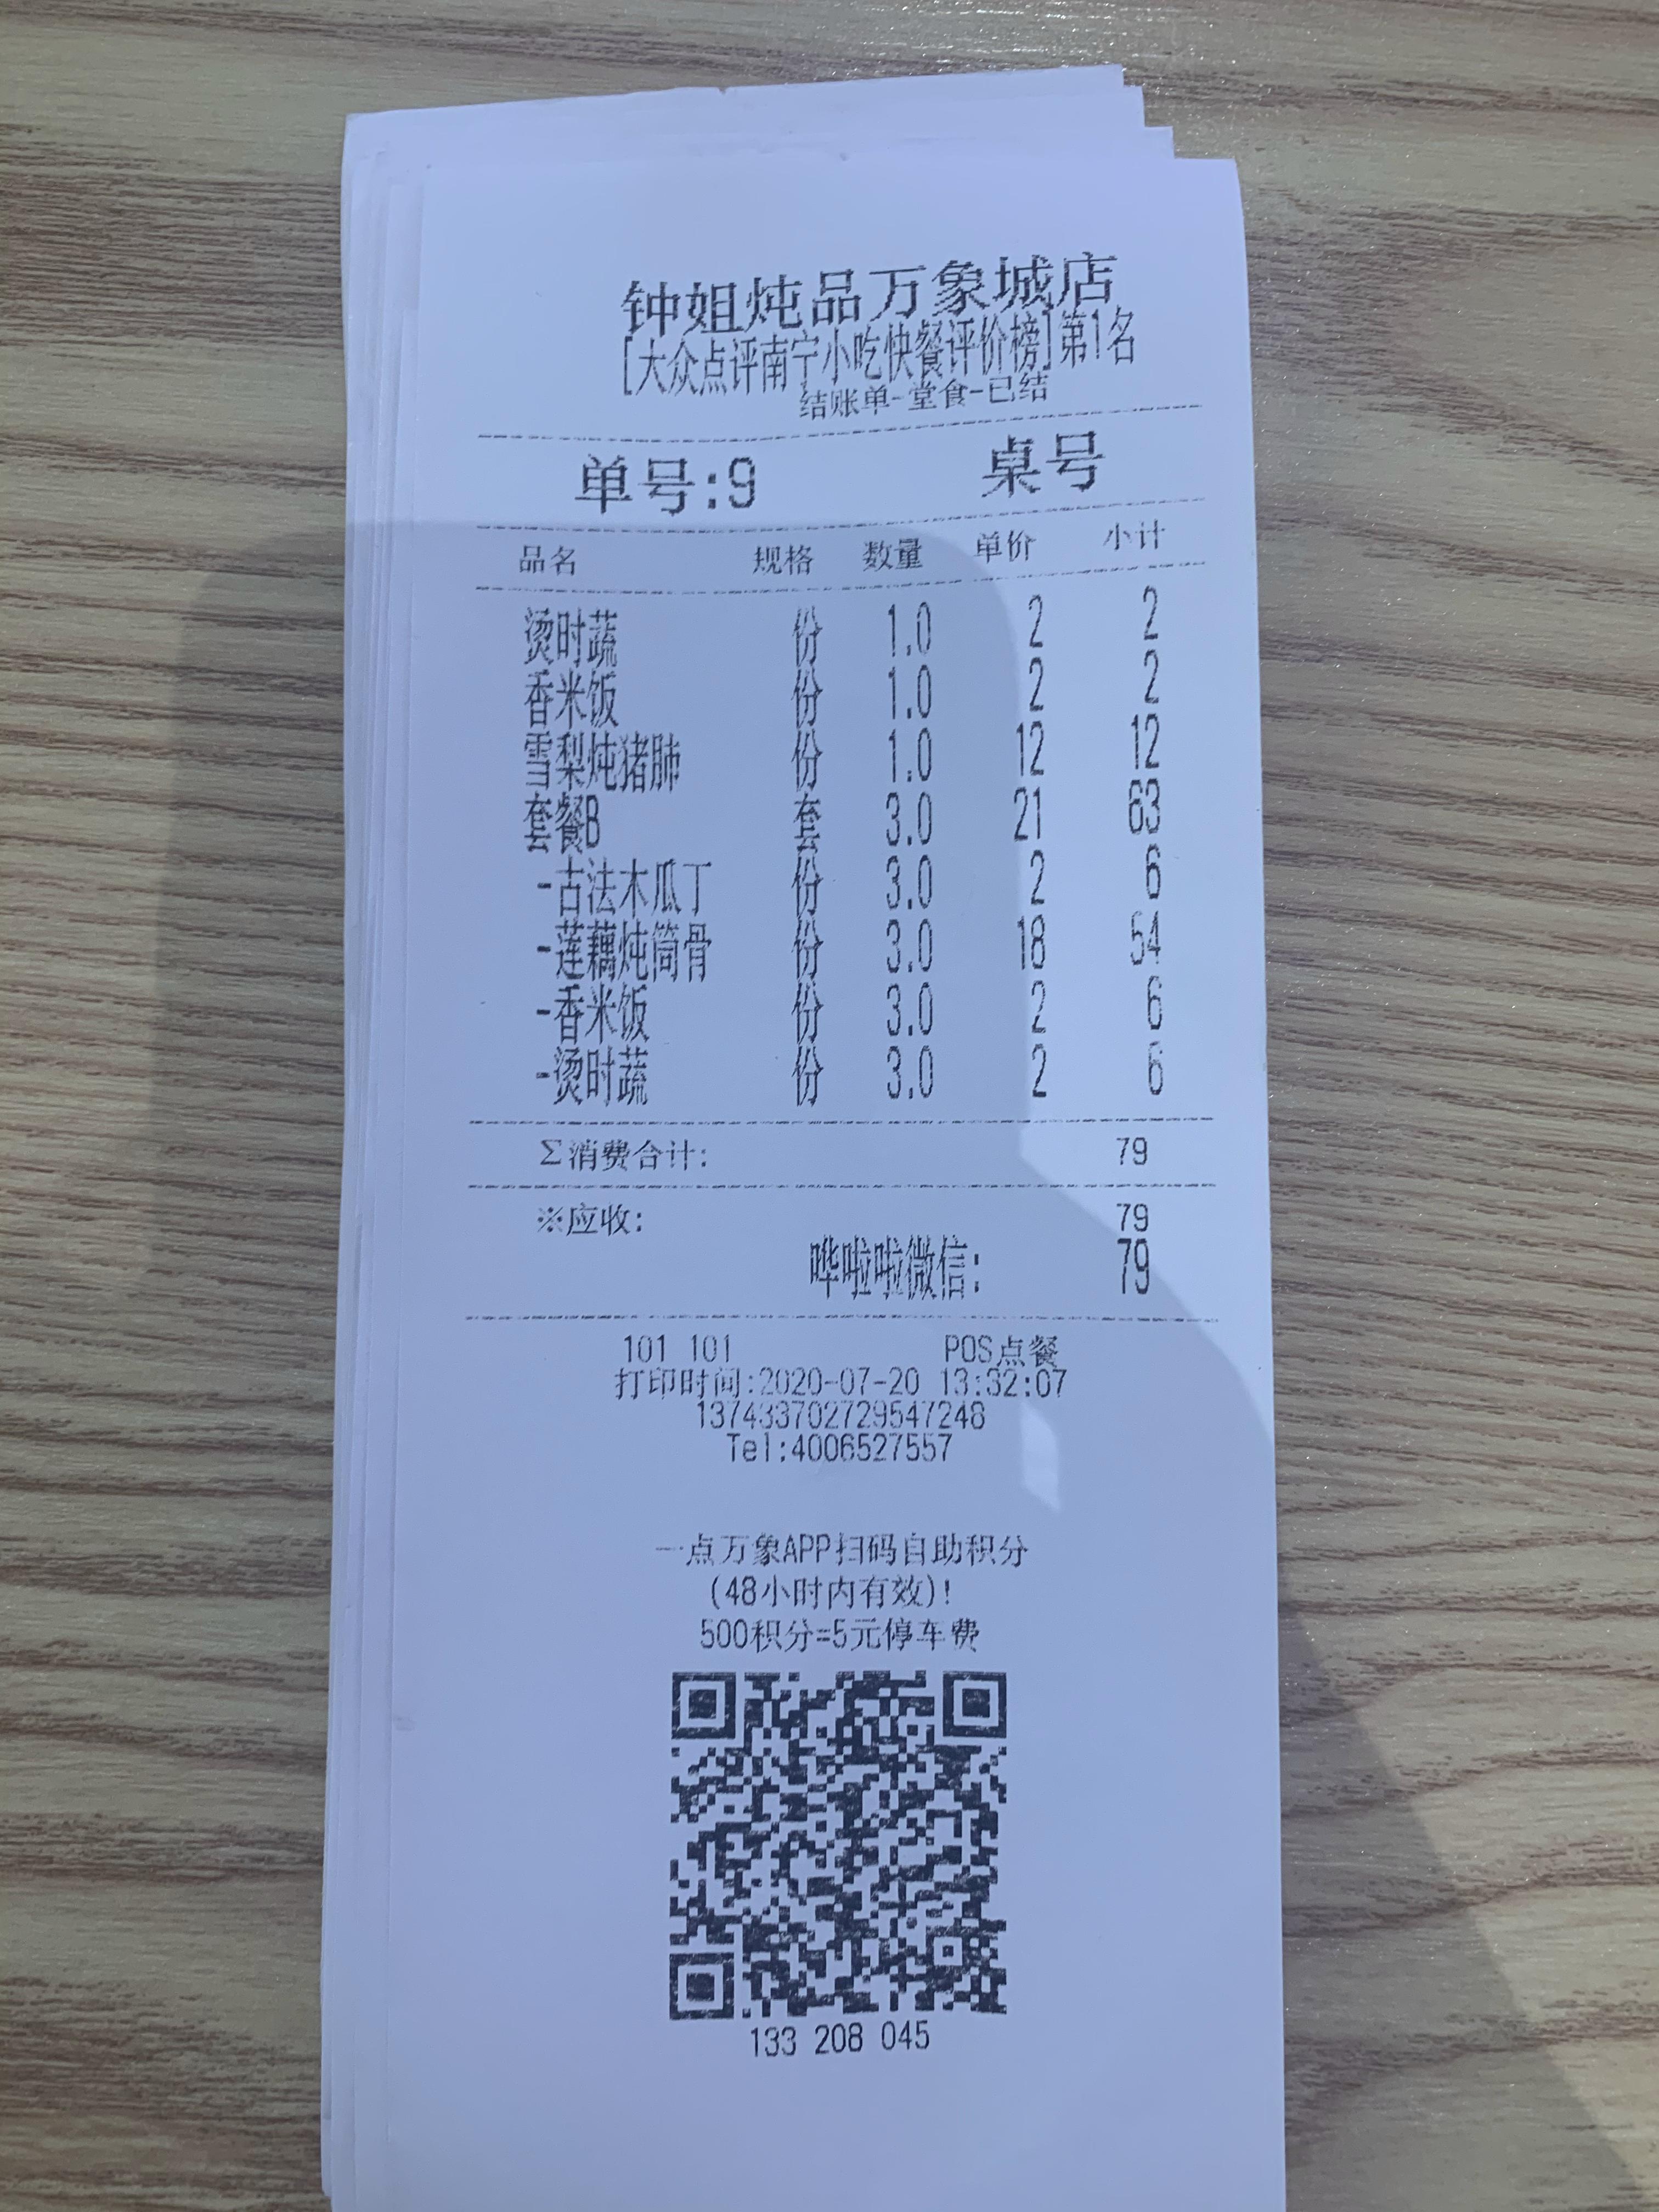 钟姐炖品万象城店
[大众点评南宁小吃快餐评价榜]第1名
结账单-堂食-已结
单号:9 桌号
品名 规格 数量 单价 小计
烫时蔬 份 1.0 2 2
香米饭 份 1.0 2 2
雪梨炖猪肺 份 1.0 12 12
套餐B 套 3.0 21 63
-古法木瓜丁 份 3.0 2 6
-莲藕炖筒骨 份 3.0 18 54
-香米饭 份 3.0 2 6
-烫时蔬 份 3.0 2 6
Σ消费合计: 79
※应收: 79
哗啦啦微信: 79
101 101 POS点餐
打印时间:2020-07-20 13:32:07
137433702729547248
Tel:4006527557
一点万象APP扫码自助积分
(48小时内有效)!
500积分=5元停车费
133 208 045